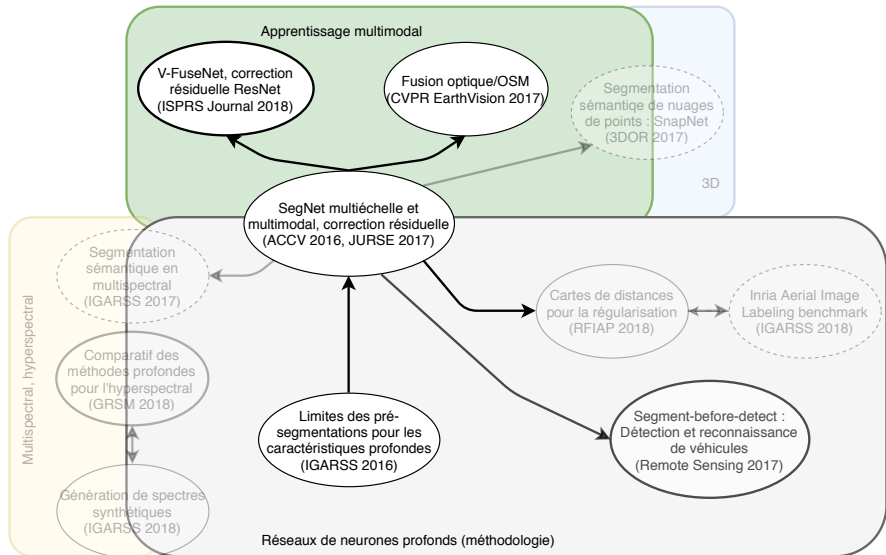 Apprentissage multimodal
V-FuseNet, correction
résiduelle ResNet
(ISPRS Journal 2018)
Fusion optique/OSM
(CVPR EarthVision 2017)
Segmentation
sémantiqe de nuages
de points : SnapNet
(3DOR 2017)
3D
SegNet multiéchelle et
multimodal, correction résiduelle
(ACCV 2016, JURSE 2017)
Segmentation
sémantique en
multispectral
(IGARSS 2017)
Cartes de distances
pour la régularisation
(RFIAP 2018)
Inria Aerial Image
Labeling benchmark
(IGARSS 2018)
Multispectral, hyperspectral
Comparatif des
méthodes profondes
pour l'hyperspectral
(GRSM 2018)
Limites des pré-
segmentations pour les
caractéristiques profondes
(IGARSS 2016)
Segment-before-detect :
Détection et reconnaissance
de véhicules
(Remote Sensing 2017)
Génération de spectres
synthétiques
(IGARSS 2018)
Réseaux de neurones profonds (méthodologie)